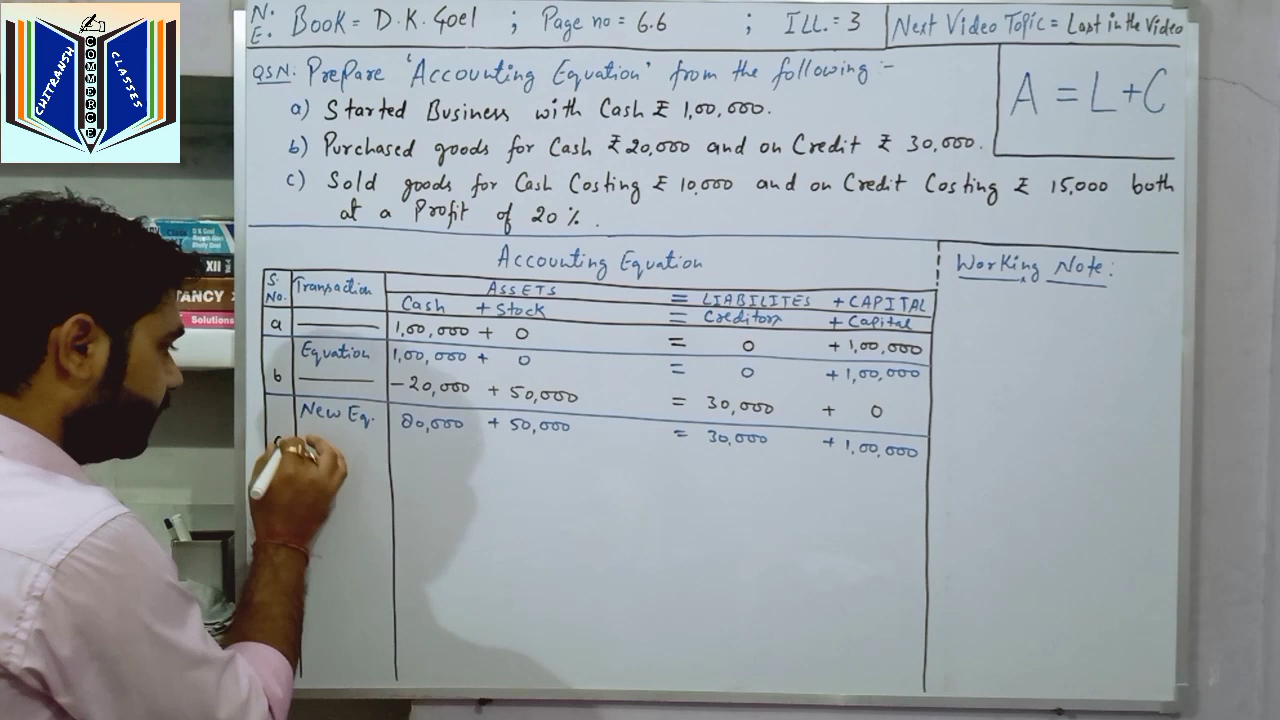 CHITRANSH COMMERCE CLASSES
N. Book = D.K. Goel ; Page no = 6.6 ; ILL. = 3
E.
Next Video Topic = Last in the Video
QSN: Prepare 'Accounting Equation' from the following :-
A = L + C
a) Started Business with Cash ₹ 1,00,000.
b) Purchased goods for Cash ₹ 20,000 and on Credit ₹ 30,000.
c) Sold goods for Cash Costing ₹ 10,000 and on Credit Costing ₹ 15,000 both
at a Profit of 20%.
Accounting Equation
Working Note:
S. No. Transaction ASSETS = LIABILITES + CAPITAL
Cash + Stock = Creditors + Capital
a 1,00,000 + 0 = 0 + 1,00,000
Equation 1,00,000 + 0 = 0 + 1,00,000
b -20,000 + 50,000 = 30,000 + 0
New Eq. 80,000 + 50,000 = 30,000 + 1,00,000
XII
TANCY
Solutions